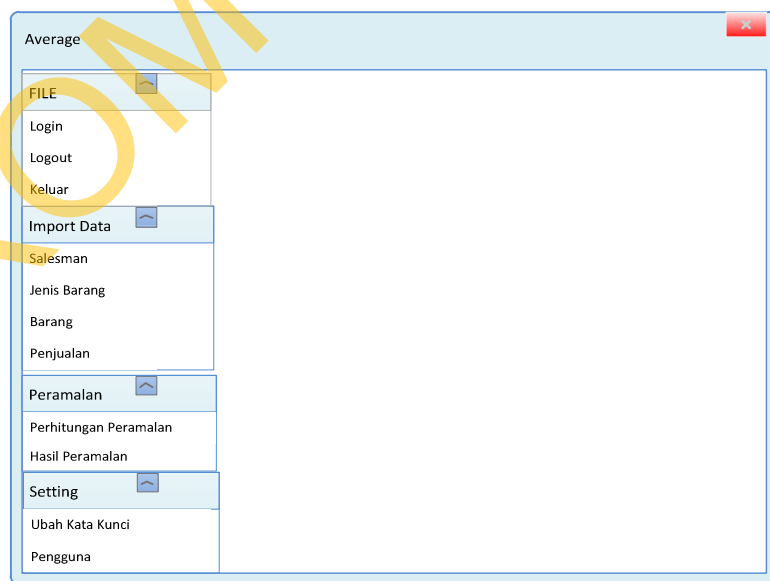 Average
FILE
Login
Logout
Keluar
Import Data
Salesman
Jenis Barang
Barang
Penjualan
Peramalan
Perhitungan Peramalan
Hasil Peramalan
Setting
Ubah Kata Kunci
Pengguna